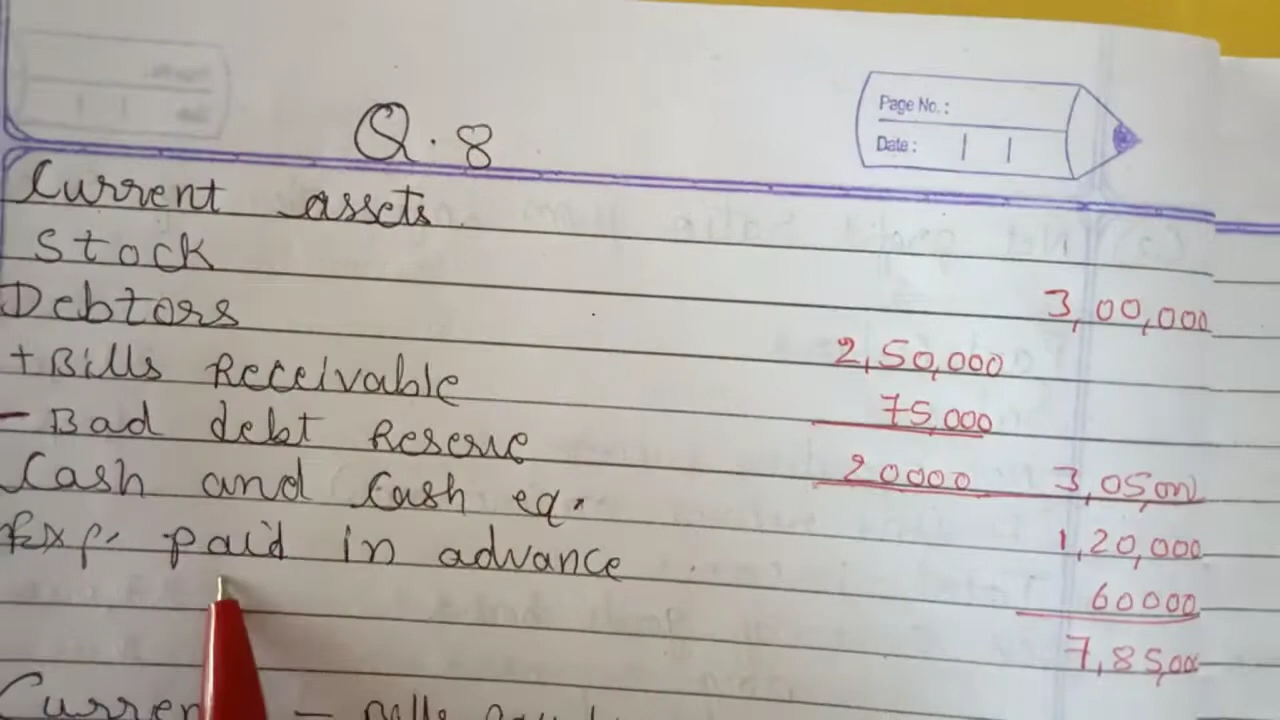 Page No. :
Date :
Q. 8
Current assets
Stock 3,00,000
Debtors 2,50,000
+ Bills Receivable 75,000
- Bad debt Reserve 20000 3,05,000
Cash and Cash eq. 1,20,000
Exp. paid in advance 60000
7,85,000